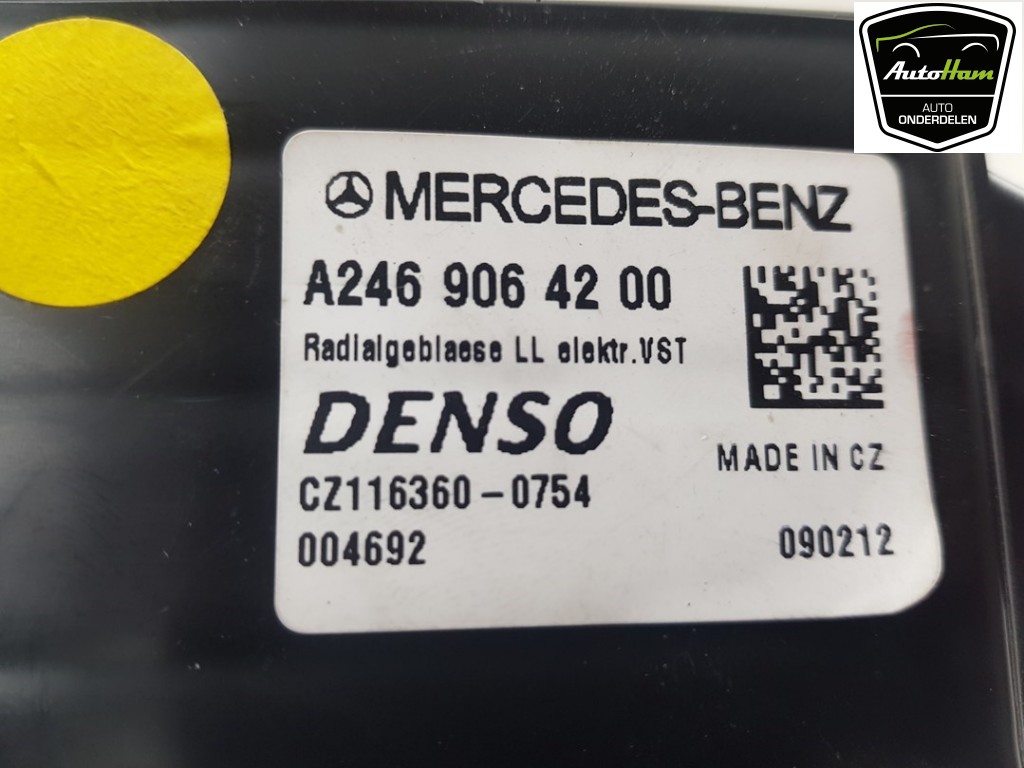 AutoHam
AUTO
ONDERDELEN
MERCEDES-BENZ
A246 906 42 00
Radialgeblaese LL elektr.VST
DENSO
MADE IN CZ
CZ116360-0754
004692
090212